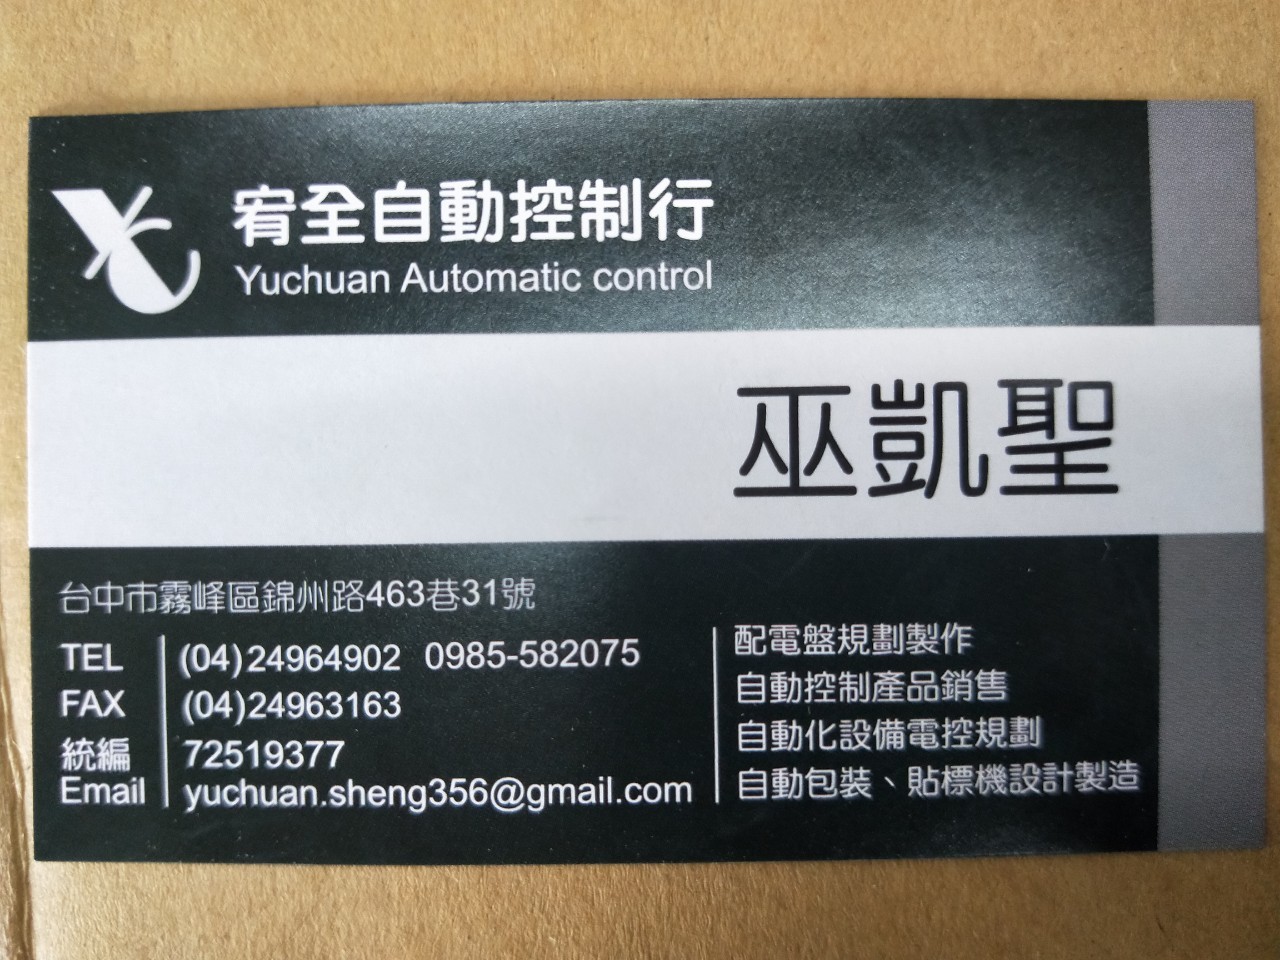 宥全自動控制行
Yuchuan Automatic control
巫凱聖
台中市霧峰區錦州路463巷31號
TEL (04)24964902 0985-582075
FAX (04)24963163
統編 72519377
Email yuchuan.sheng356@gmail.com
配電盤規劃製作
自動控制產品銷售
自動化設備電控規劃
自動包裝、貼標機設計製造